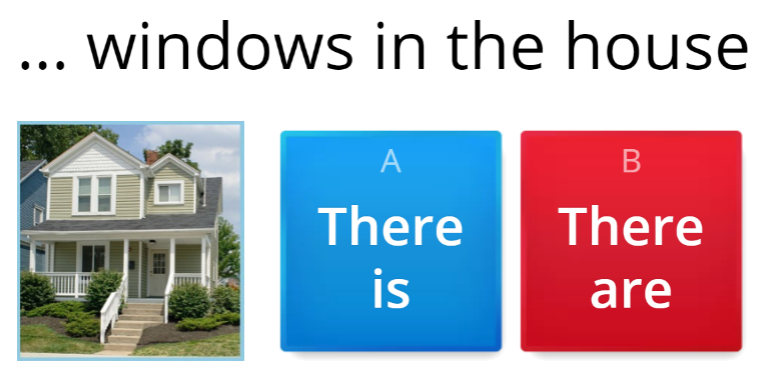 ... windows in the house
A
There
is
B
There
are